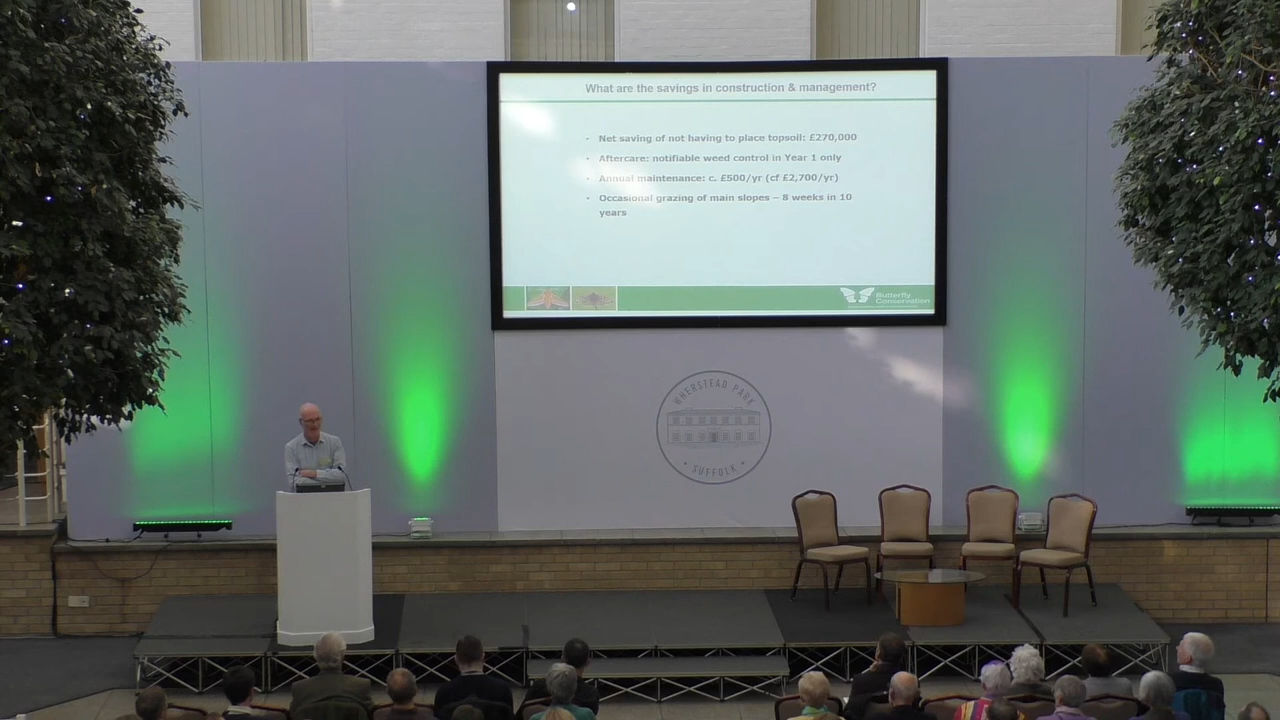 What are the savings in construction & management?
• Net saving of not having to place topsoil: £270,000
• Aftercare: notifiable weed control in Year 1 only
• Annual maintenance: c. £500/yr (cf £2,700/yr)
• Occasional grazing of main slopes – 8 weeks in 10
years
Butterfly
Conservation
WHERSTEAD PARK
• SUFFOLK •